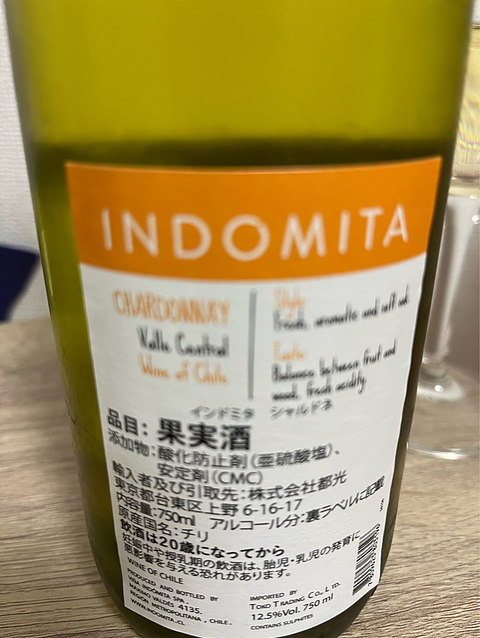 INDOMITA
CHARDONNAY
Valle Central
Wine of Chile
Style:
Fresh, aromatic and soft oak.
Taste:
Balance between fruit and
wood, fresh acidity.
インドミタ シャルドネ
品目：果実酒
添加物：酸化防止剤（亜硫酸塩）、
安定剤（CMC）
輸入者及び引取先：株式会社都光
東京都台東区上野 6-16-17
内容量：750ml アルコール分：裏ラベルに記載
原産国名：チリ
飲酒は20歳になってから
妊娠中や授乳期の飲酒は、胎児・乳児の発育に
悪影響を与える恐れがあります。
WINE OF CHILE
PRODUCED AND BOTTLED BY
VIÑA INDOMITA SPA
4135.
REGIÓN METROPOLITANA , CHILE.
WWW.INDOMITA.CL
IMPORTED BY
TOKO TRADING CO., LTD.
12.5% Vol. 750 ml
CONTAINS SULPHITES